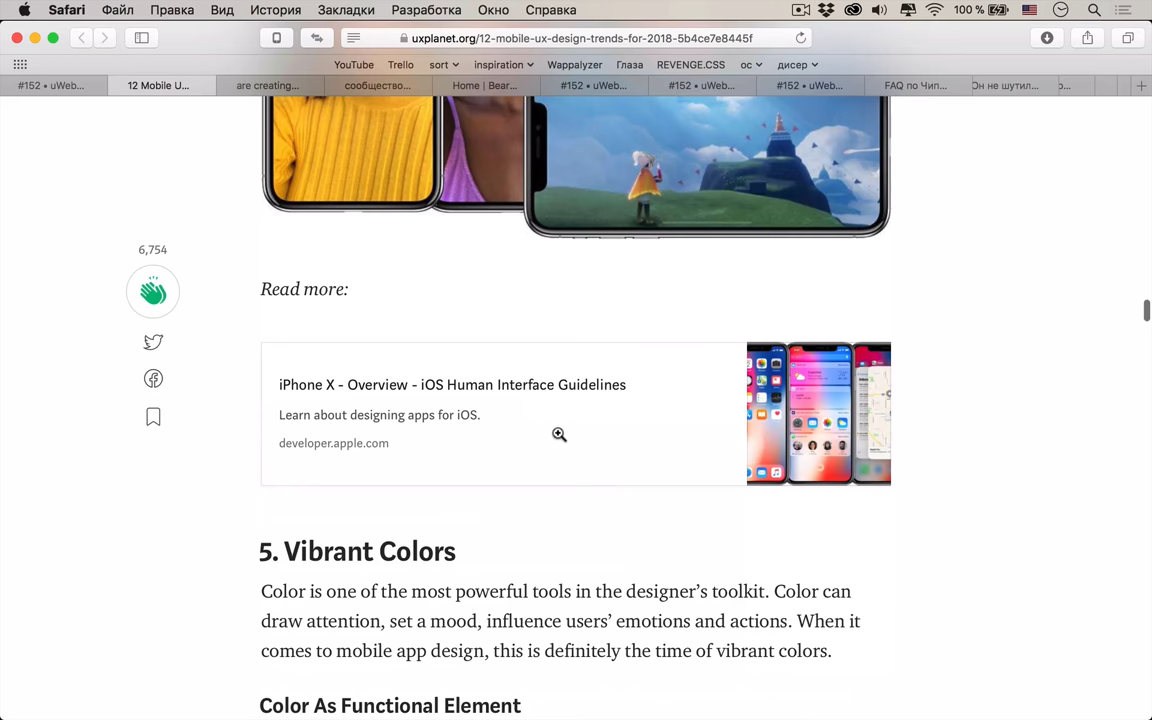 Safari Файл Правка Вид История Закладки Разработка Окно Справка 100 %
uxplanet.org/12-mobile-ux-design-trends-for-2018-5b4ce7e8445f
YouTube Trello sort inspiration Wappalyzer Глаза REVENGE.CSS ос дисер
#152 • uWeb... 12 Mobile U... are creating... сообщество... Home | Bear... #152 • uWeb... #152 • uWeb... #152 • uWeb... FAQ по Чип... Он не шутил...
6,754
Read more:
iPhone X - Overview - iOS Human Interface Guidelines
Learn about designing apps for iOS.
developer.apple.com
5. Vibrant Colors
Color is one of the most powerful tools in the designer’s toolkit. Color can
draw attention, set a mood, influence users’ emotions and actions. When it
comes to mobile app design, this is definitely the time of vibrant colors.
Color As Functional Element